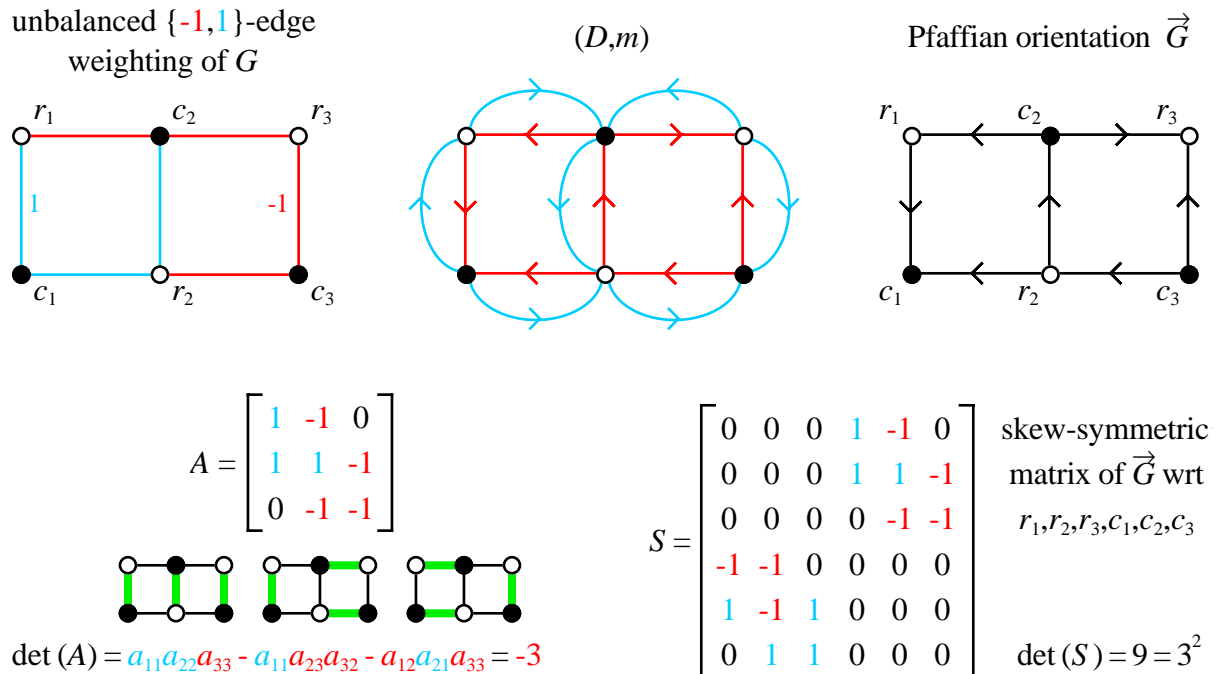 unbalanced {-1,1}-edge
weighting of G
(D,m)
Pfaffian orientation G⃗
r₁ c₂ r₃
1 -1
c₁ r₂ c₃
r₁ c₂ r₃
c₁ r₂ c₃
A =
1 -1 0
1 1 -1
0 -1 -1
det (A) = a₁₁a₂₂a₃₃ - a₁₁a₂₃a₃₂ - a₁₂a₂₁a₃₃ = -3
S =
0 0 0 1 -1 0
0 0 0 1 1 -1
0 0 0 0 -1 -1
-1 -1 0 0 0 0
1 -1 1 0 0 0
0 1 1 0 0 0
skew-symmetric
matrix of G⃗ wrt
r₁,r₂,r₃,c₁,c₂,c₃
det (S) = 9 = 3²